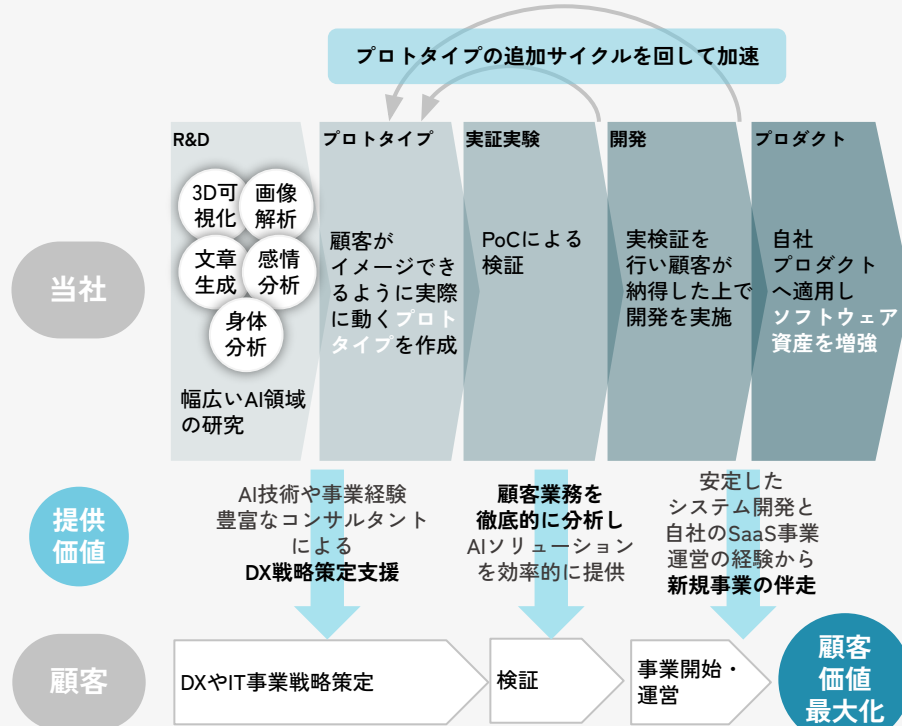 プロトタイプの追加サイクルを回して加速
R&D
プロトタイプ
実証実験
開発
プロダクト
3D可
視化
画像
解析
文章
生成
感情
分析
身体
分析
幅広いAI領域
の研究
顧客が
イメージでき
るように実際
に動くプロト
タイプを作成
PoCによる
検証
実検証を
行い顧客が
納得した上で
開発を実施
自社
プロダクト
へ適用し
ソフトウェア
資産を増強
当社
提供
価値
AI技術や事業経験
豊富なコンサルタント
による
DX戦略策定支援
顧客業務を
徹底的に分析し
AIソリューション
を効率的に提供
安定した
システム開発と
自社のSaaS事業
運営の経験から
新規事業の伴走
顧客
DXやIT事業戦略策定
検証
事業開始・
運営
顧客
価値
最大化